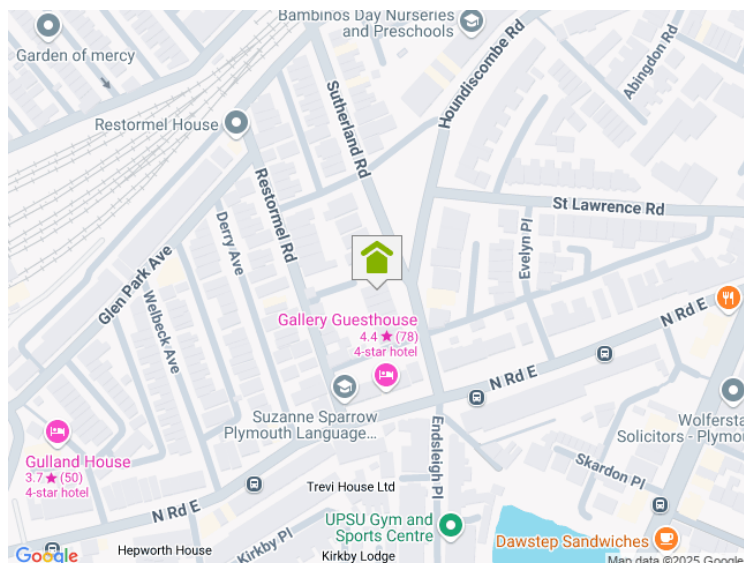 Bambinos Day Nurseries
and Preschools
Garden of mercy
Restormel House
Sutherland Rd
Houndiscombe Rd
Abingdon Rd
Restormel Rd
Derry Ave
St Lawrence Rd
Evelyn Pl
Glen Park Ave
Welbeck Ave
Gallery Guesthouse
4.4 ★ (78)
4-star hotel
N Rd E
N Rd E
Suzanne Sparrow
Plymouth Language...
Endsleigh Pl
Wolfersta
Solicitors - Plymou
Gulland House
3.7 ★ (50)
4-star hotel
Skardon Pl
Trevi House Ltd
N Rd E
UPSU Gym and
Sports Centre
Kirkby Pl
Dawstep Sandwiches
Google
Hepworth House
Kirkby Lodge
Map data ©2025 Google